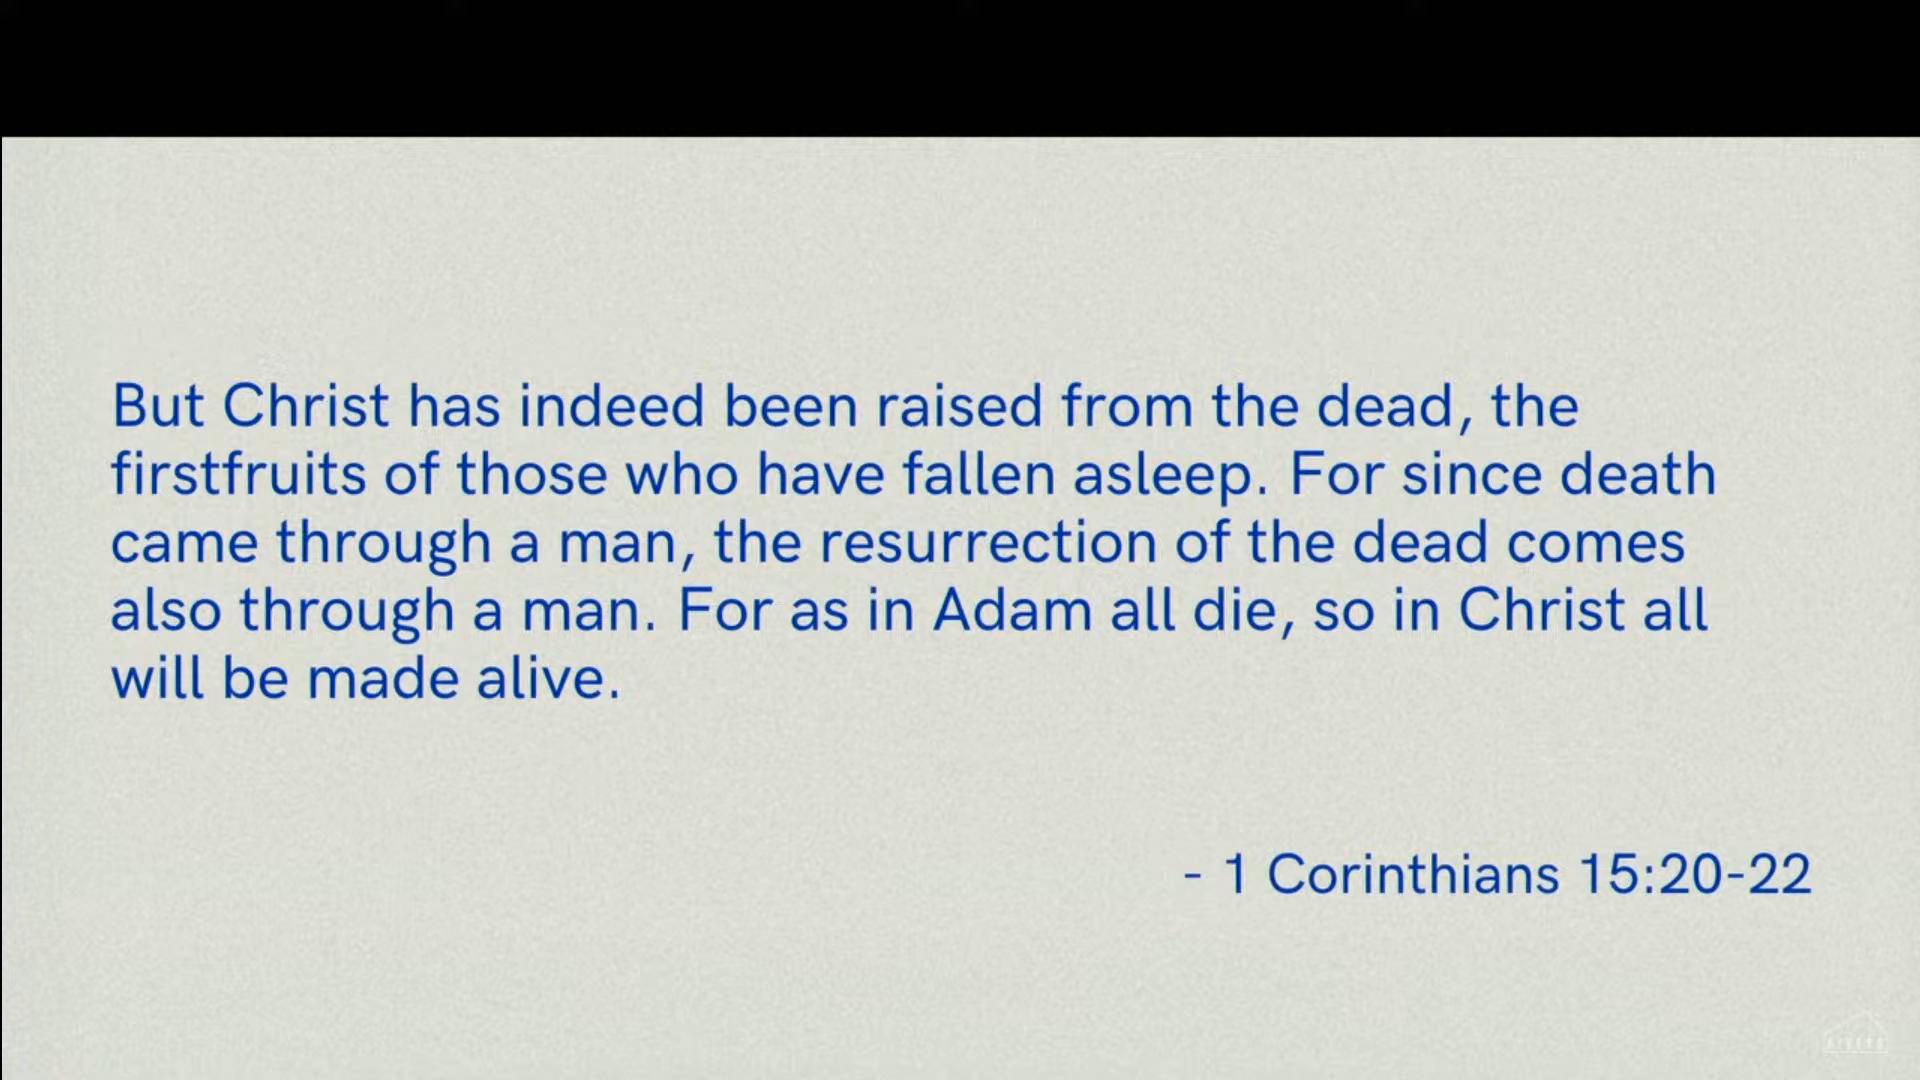 But Christ has indeed been raised from the dead, the
firstfruits of those who have fallen asleep. For since death
came through a man, the resurrection of the dead comes
also through a man. For as in Adam all die, so in Christ all
will be made alive.
- 1 Corinthians 15:20-22